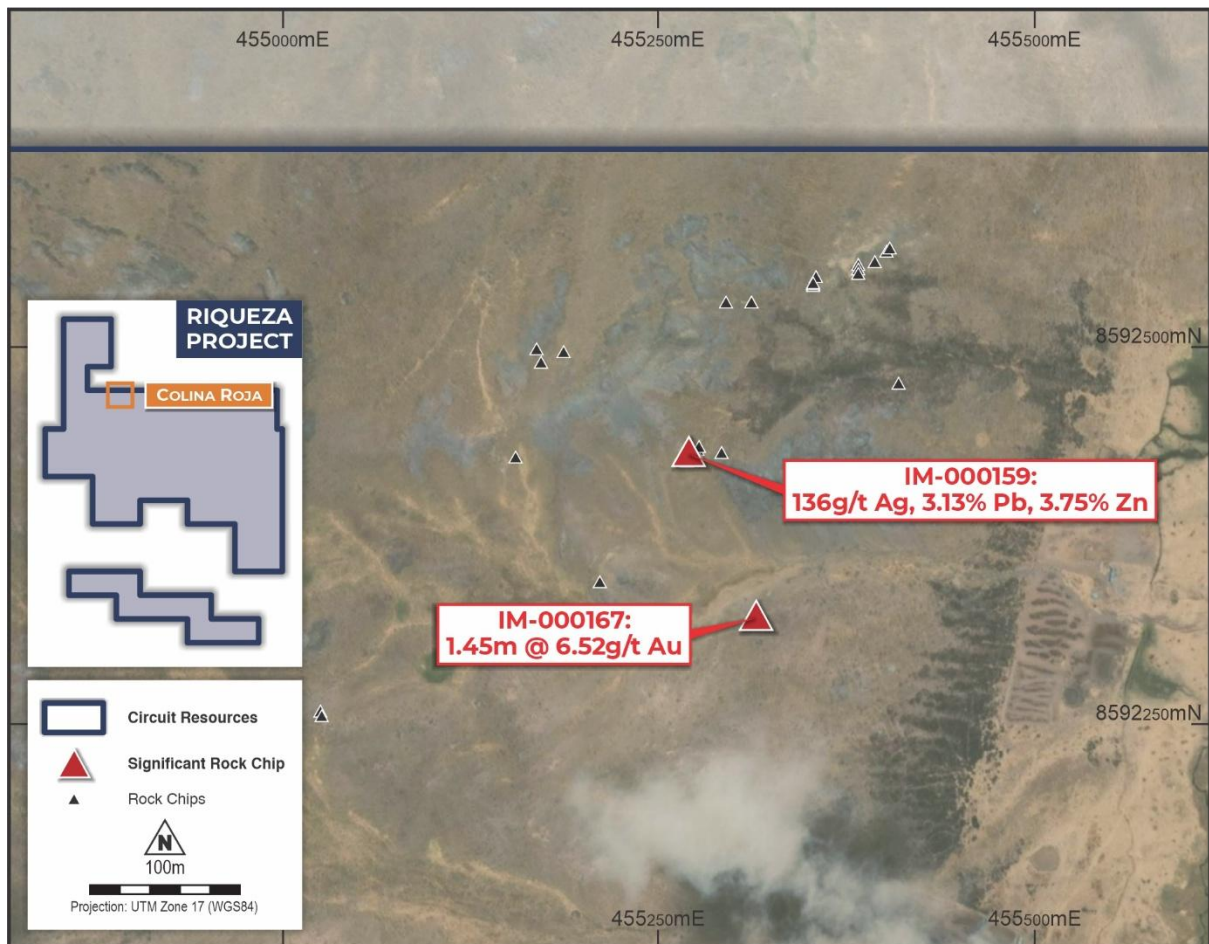 455000mE
455250mE
455500mE
8592500mN
RIQUEZA
PROJECT
COLINA ROJA
IM-000159:
136g/t Ag, 3.13% Pb, 3.75% Zn
IM-000167:
1.45m @ 6.52g/t Au
8592250mN
Circuit Resources
Significant Rock Chip
Rock Chips
N
100m
Projection: UTM Zone 17 (WGS84)
455250mE
455500mE